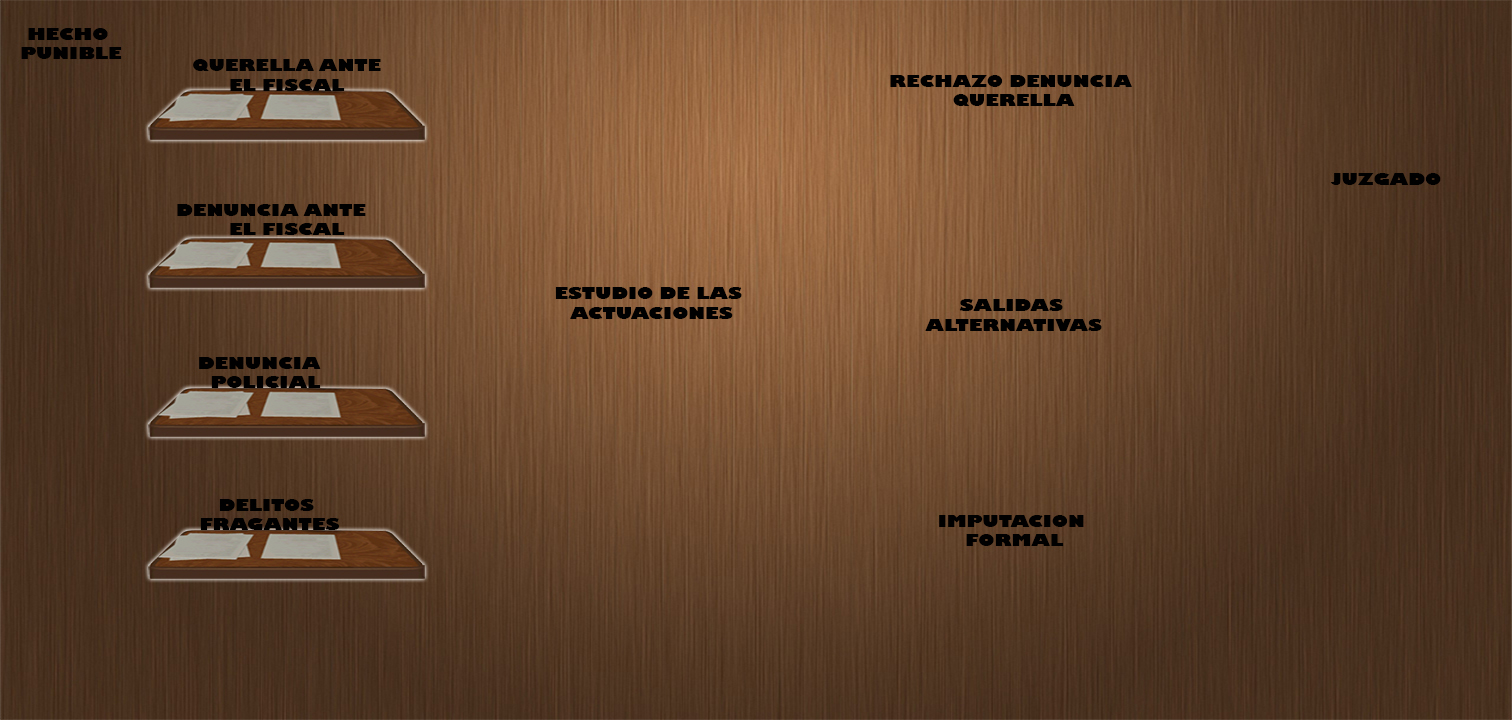 HECHO
PUNIBLE
QUERELLA ANTE
EL FISCAL
DENUNCIA ANTE
EL FISCAL
DENUNCIA
POLICIAL
DELITOS
FRAGANTES
ESTUDIO DE LAS
ACTUACIONES
RECHAZO DENUNCIA
QUERELLA
SALIDAS
ALTERNATIVAS
IMPUTACION
FORMAL
JUZGADO